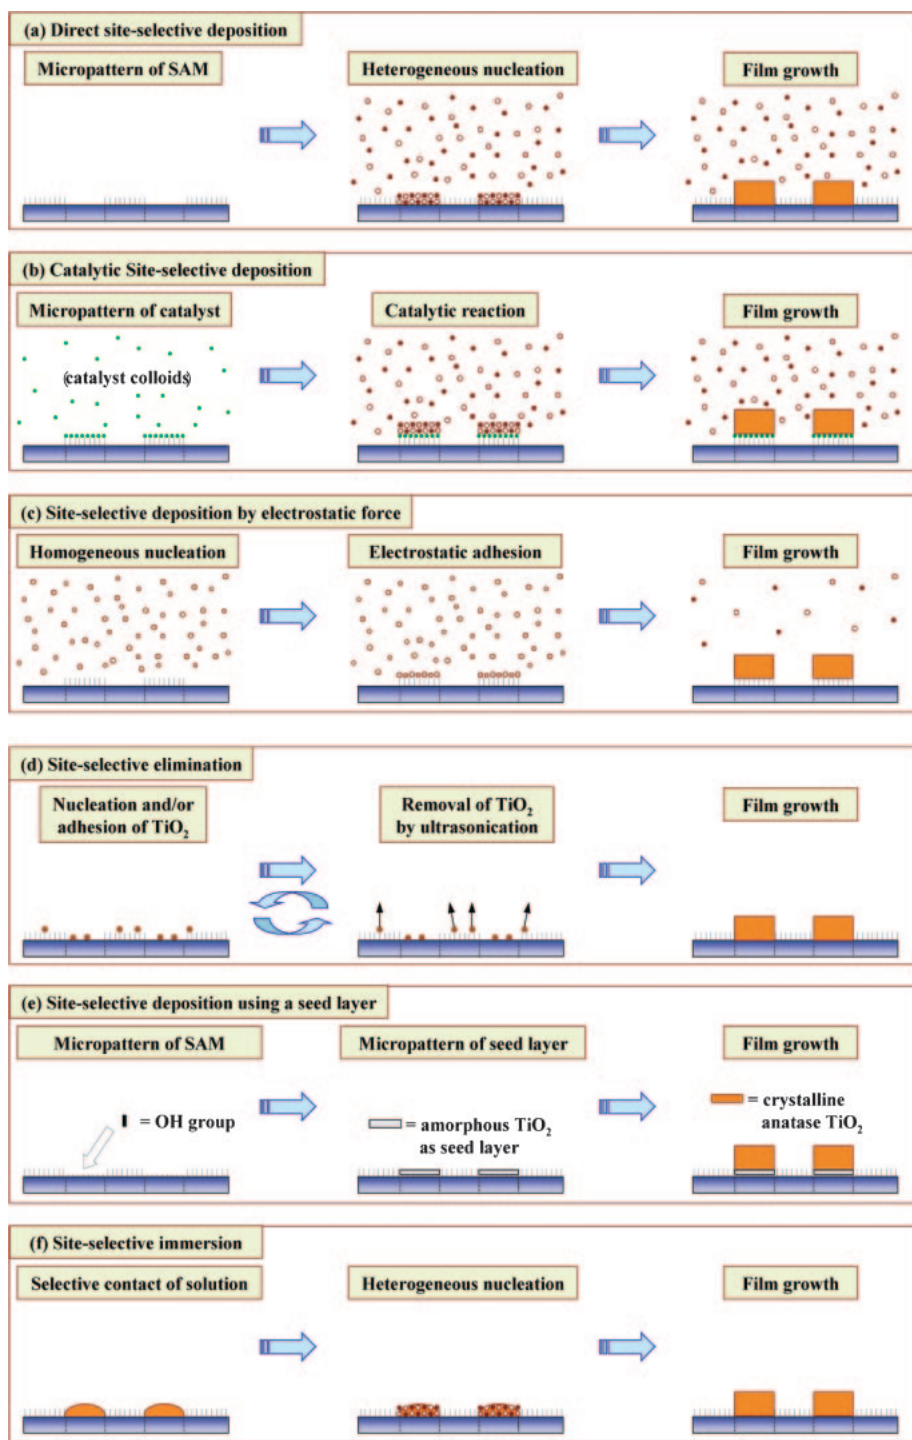 (a) Direct site-selective deposition
Micropattern of SAM
Heterogeneous nucleation
Film growth
(b) Catalytic Site-selective deposition
Micropattern of catalyst
Catalytic reaction
Film growth
(catalyst colloids)
(c) Site-selective deposition by electrostatic force
Homogeneous nucleation
Electrostatic adhesion
Film growth
(d) Site-selective elimination
Nucleation and/or
adhesion of TiO₂
Removal of TiO₂
by ultrasonication
Film growth
(e) Site-selective deposition using a seed layer
Micropattern of SAM
Micropattern of seed layer
Film growth
= OH group
= amorphous TiO₂
as seed layer
= crystalline
anatase TiO₂
(f) Site-selective immersion
Selective contact of solution
Heterogeneous nucleation
Film growth